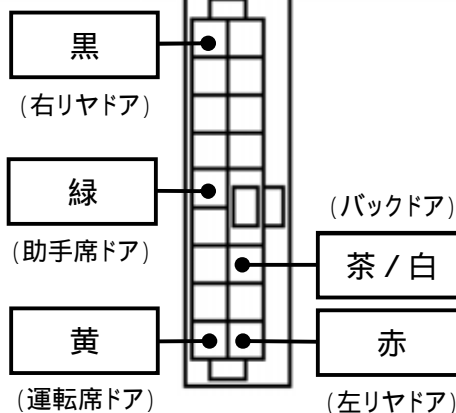 黒
(右リヤドア)
緑
(助手席ドア)
(バックドア)
茶 / 白
黄
(運転席ドア)
赤
(左リヤドア)